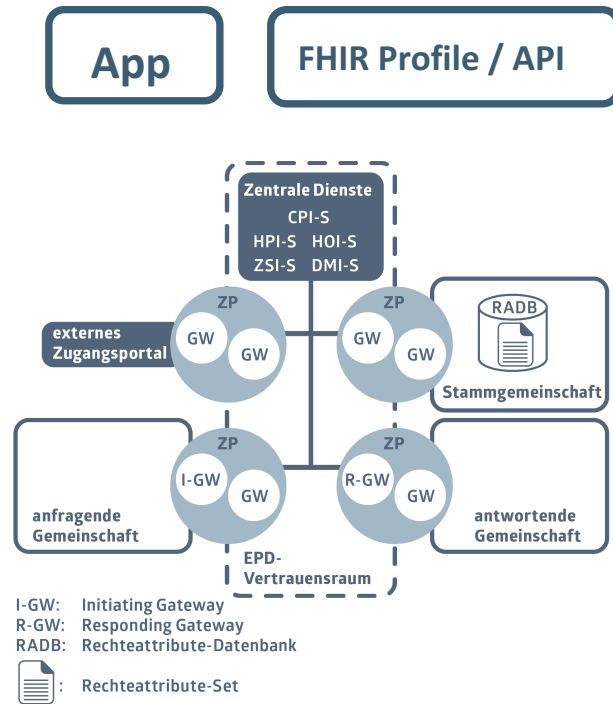 App
FHIR Profile / API
Zentrale Dienste
CPI-S
HPI-S HOI-S
ZSI-S DMI-S
externes
Zugangsportal
ZP
GW
GW
ZP
GW
GW
RADB
Stammgemeinschaft
anfragende
Gemeinschaft
ZP
I-GW
GW
ZP
R-GW
GW
antwortende
Gemeinschaft
EPD-
Vertrauensraum
I-GW: Initiating Gateway
R-GW: Responding Gateway
RADB: Rechteattribute-Datenbank
: Rechteattribute-Set